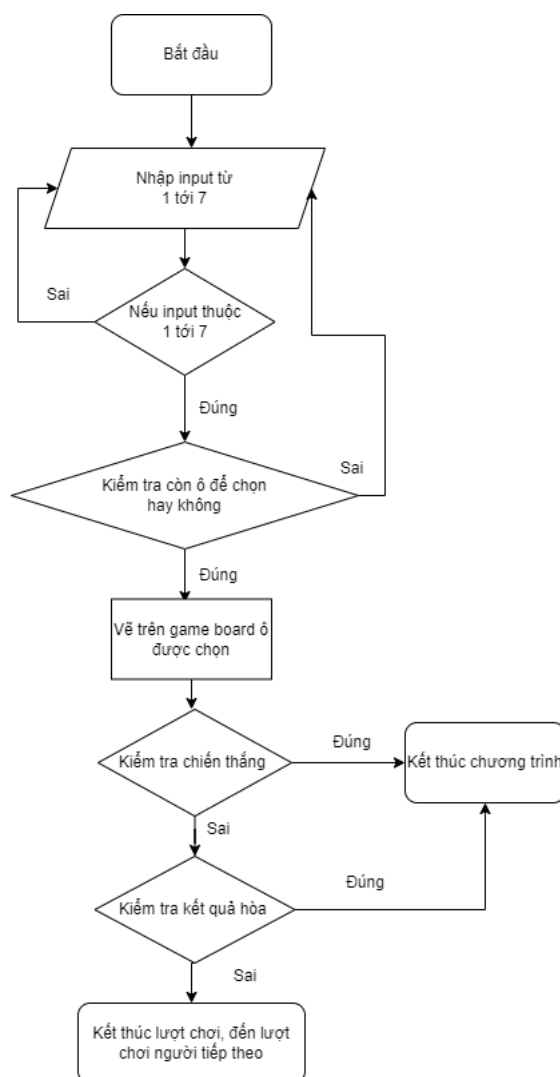 Bắt đầu
Nhập input từ
1 tới 7
Sai
Nếu input thuộc
1 tới 7
Đúng
Sai
Kiểm tra còn ô để chọn
hay không
Đúng
Vẽ trên game board ô
được chọn
Đúng
Kiểm tra chiến thắng
Kết thúc chương trình
Sai
Đúng
Kiểm tra kết quả hòa
Sai
Kết thúc lượt chơi, đến lượt
chơi người tiếp theo